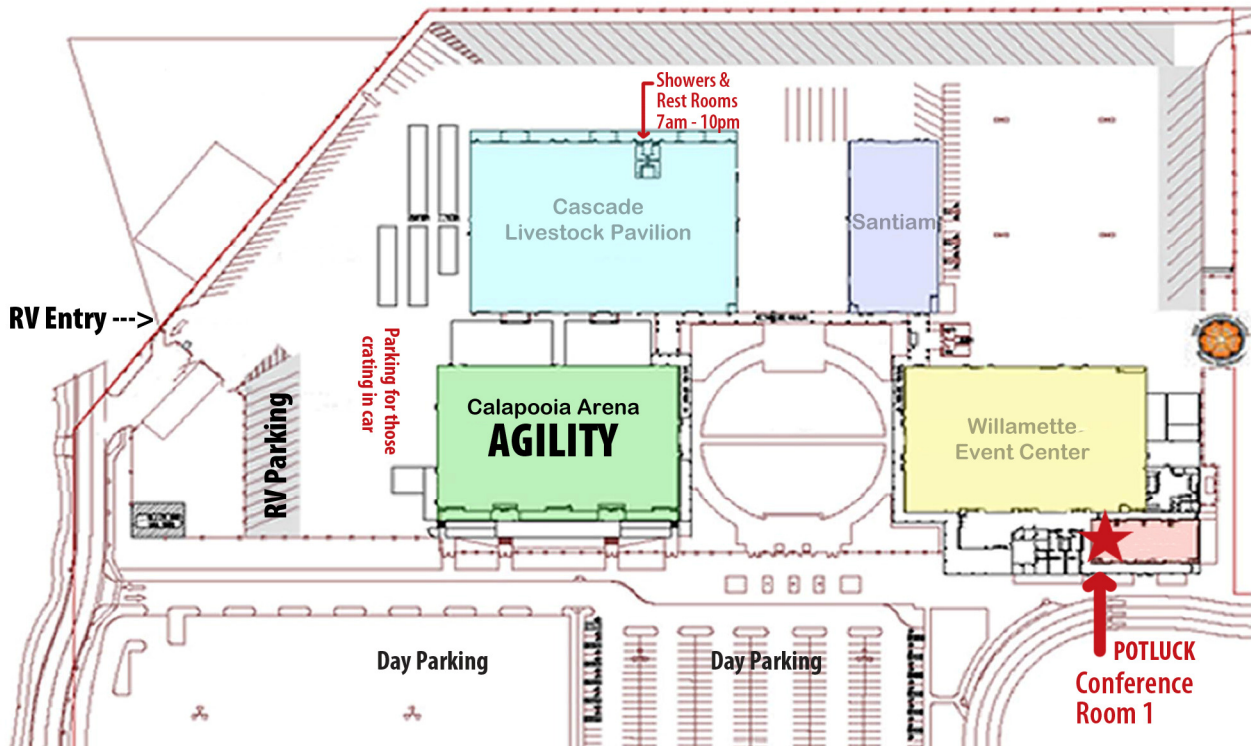 Showers &
Rest Rooms
7am - 10pm
Cascade
Livestock Pavilion
Santiam
RV Entry --->
Parking for those
crating in car
RV Parking
Calapooia Arena
AGILITY
Willamette
Event Center
Day Parking
Day Parking
POTLUCK
Conference
Room 1